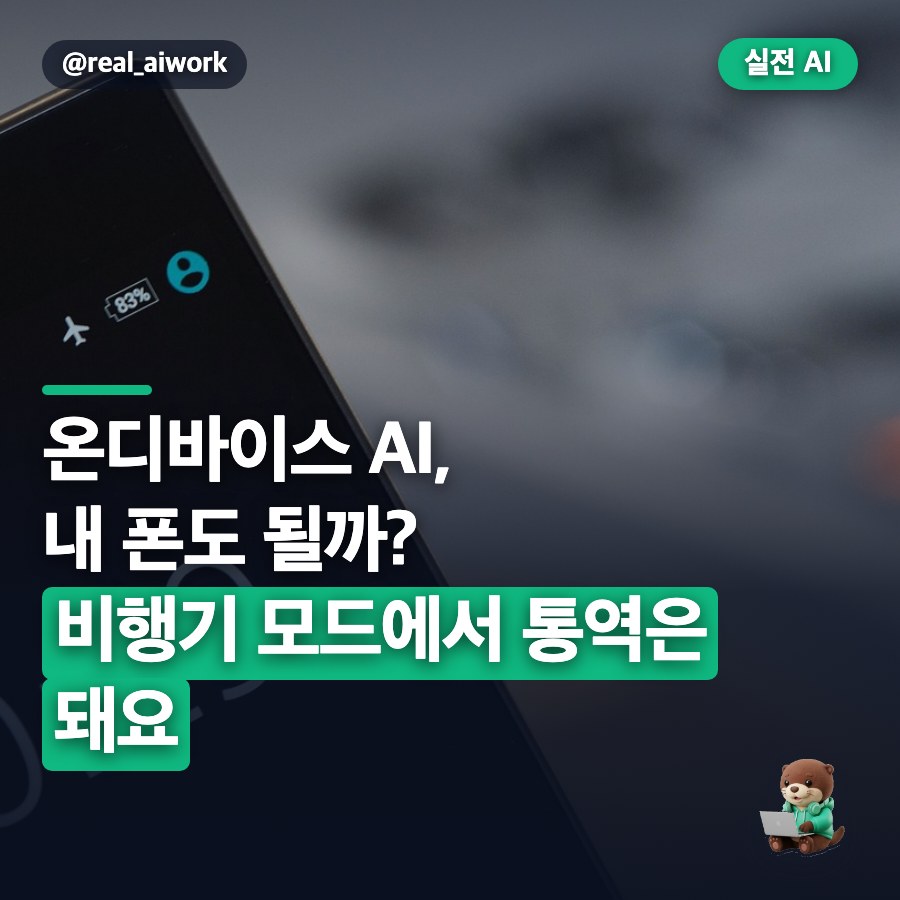 @real_aiwork
실전 AI
83%
온디바이스 AI,
내 폰도 될까?
비행기 모드에서 통역은
돼요